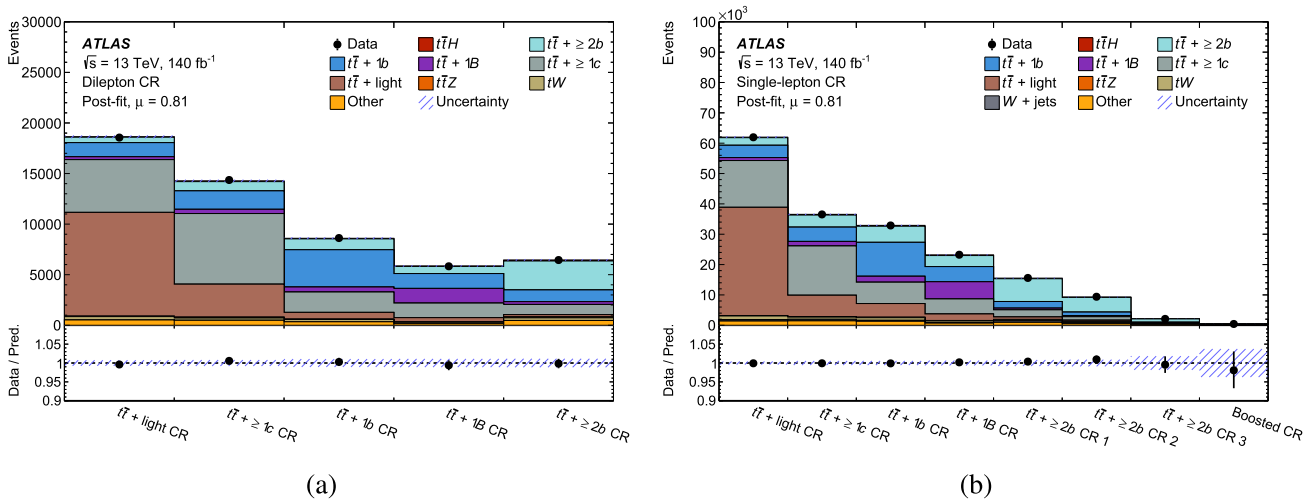 (a)
Events
30000
25000
20000
15000
10000
5000
0
ATLAS
√s = 13 TeV, 140 fb⁻¹
Dilepton CR
Post-fit, μ = 0.81
Data
tt̄H
tt̄ + ≥ 2b
tt̄ + 1b
tt̄ + 1B
tt̄ + ≥ 1c
tt̄ + light
tt̄Z
tW
Other
Uncertainty
Data / Pred.
1.05
1
0.95
0.9
tt̄ + light CR
tt̄ + ≥ 1c CR
tt̄ + 1b CR
tt̄ + 1B CR
tt̄ + ≥ 2b CR
(a)
(b)
Events
100
×10³
90
80
70
60
50
40
30
20
10
0
ATLAS
√s = 13 TeV, 140 fb⁻¹
Single-lepton CR
Post-fit, μ = 0.81
Data
tt̄H
tt̄ + ≥ 2b
tt̄ + 1b
tt̄ + 1B
tt̄ + ≥ 1c
tt̄ + light
tt̄Z
tW
W + jets
Other
Uncertainty
Data / Pred.
1.05
1
0.95
0.9
tt̄ + light CR
tt̄ + ≥ 1c CR
tt̄ + 1b CR
tt̄ + 1B CR
tt̄ + ≥ 2b CR 1
tt̄ + ≥ 2b CR 2
tt̄ + ≥ 2b CR 3
Boosted CR
(b)